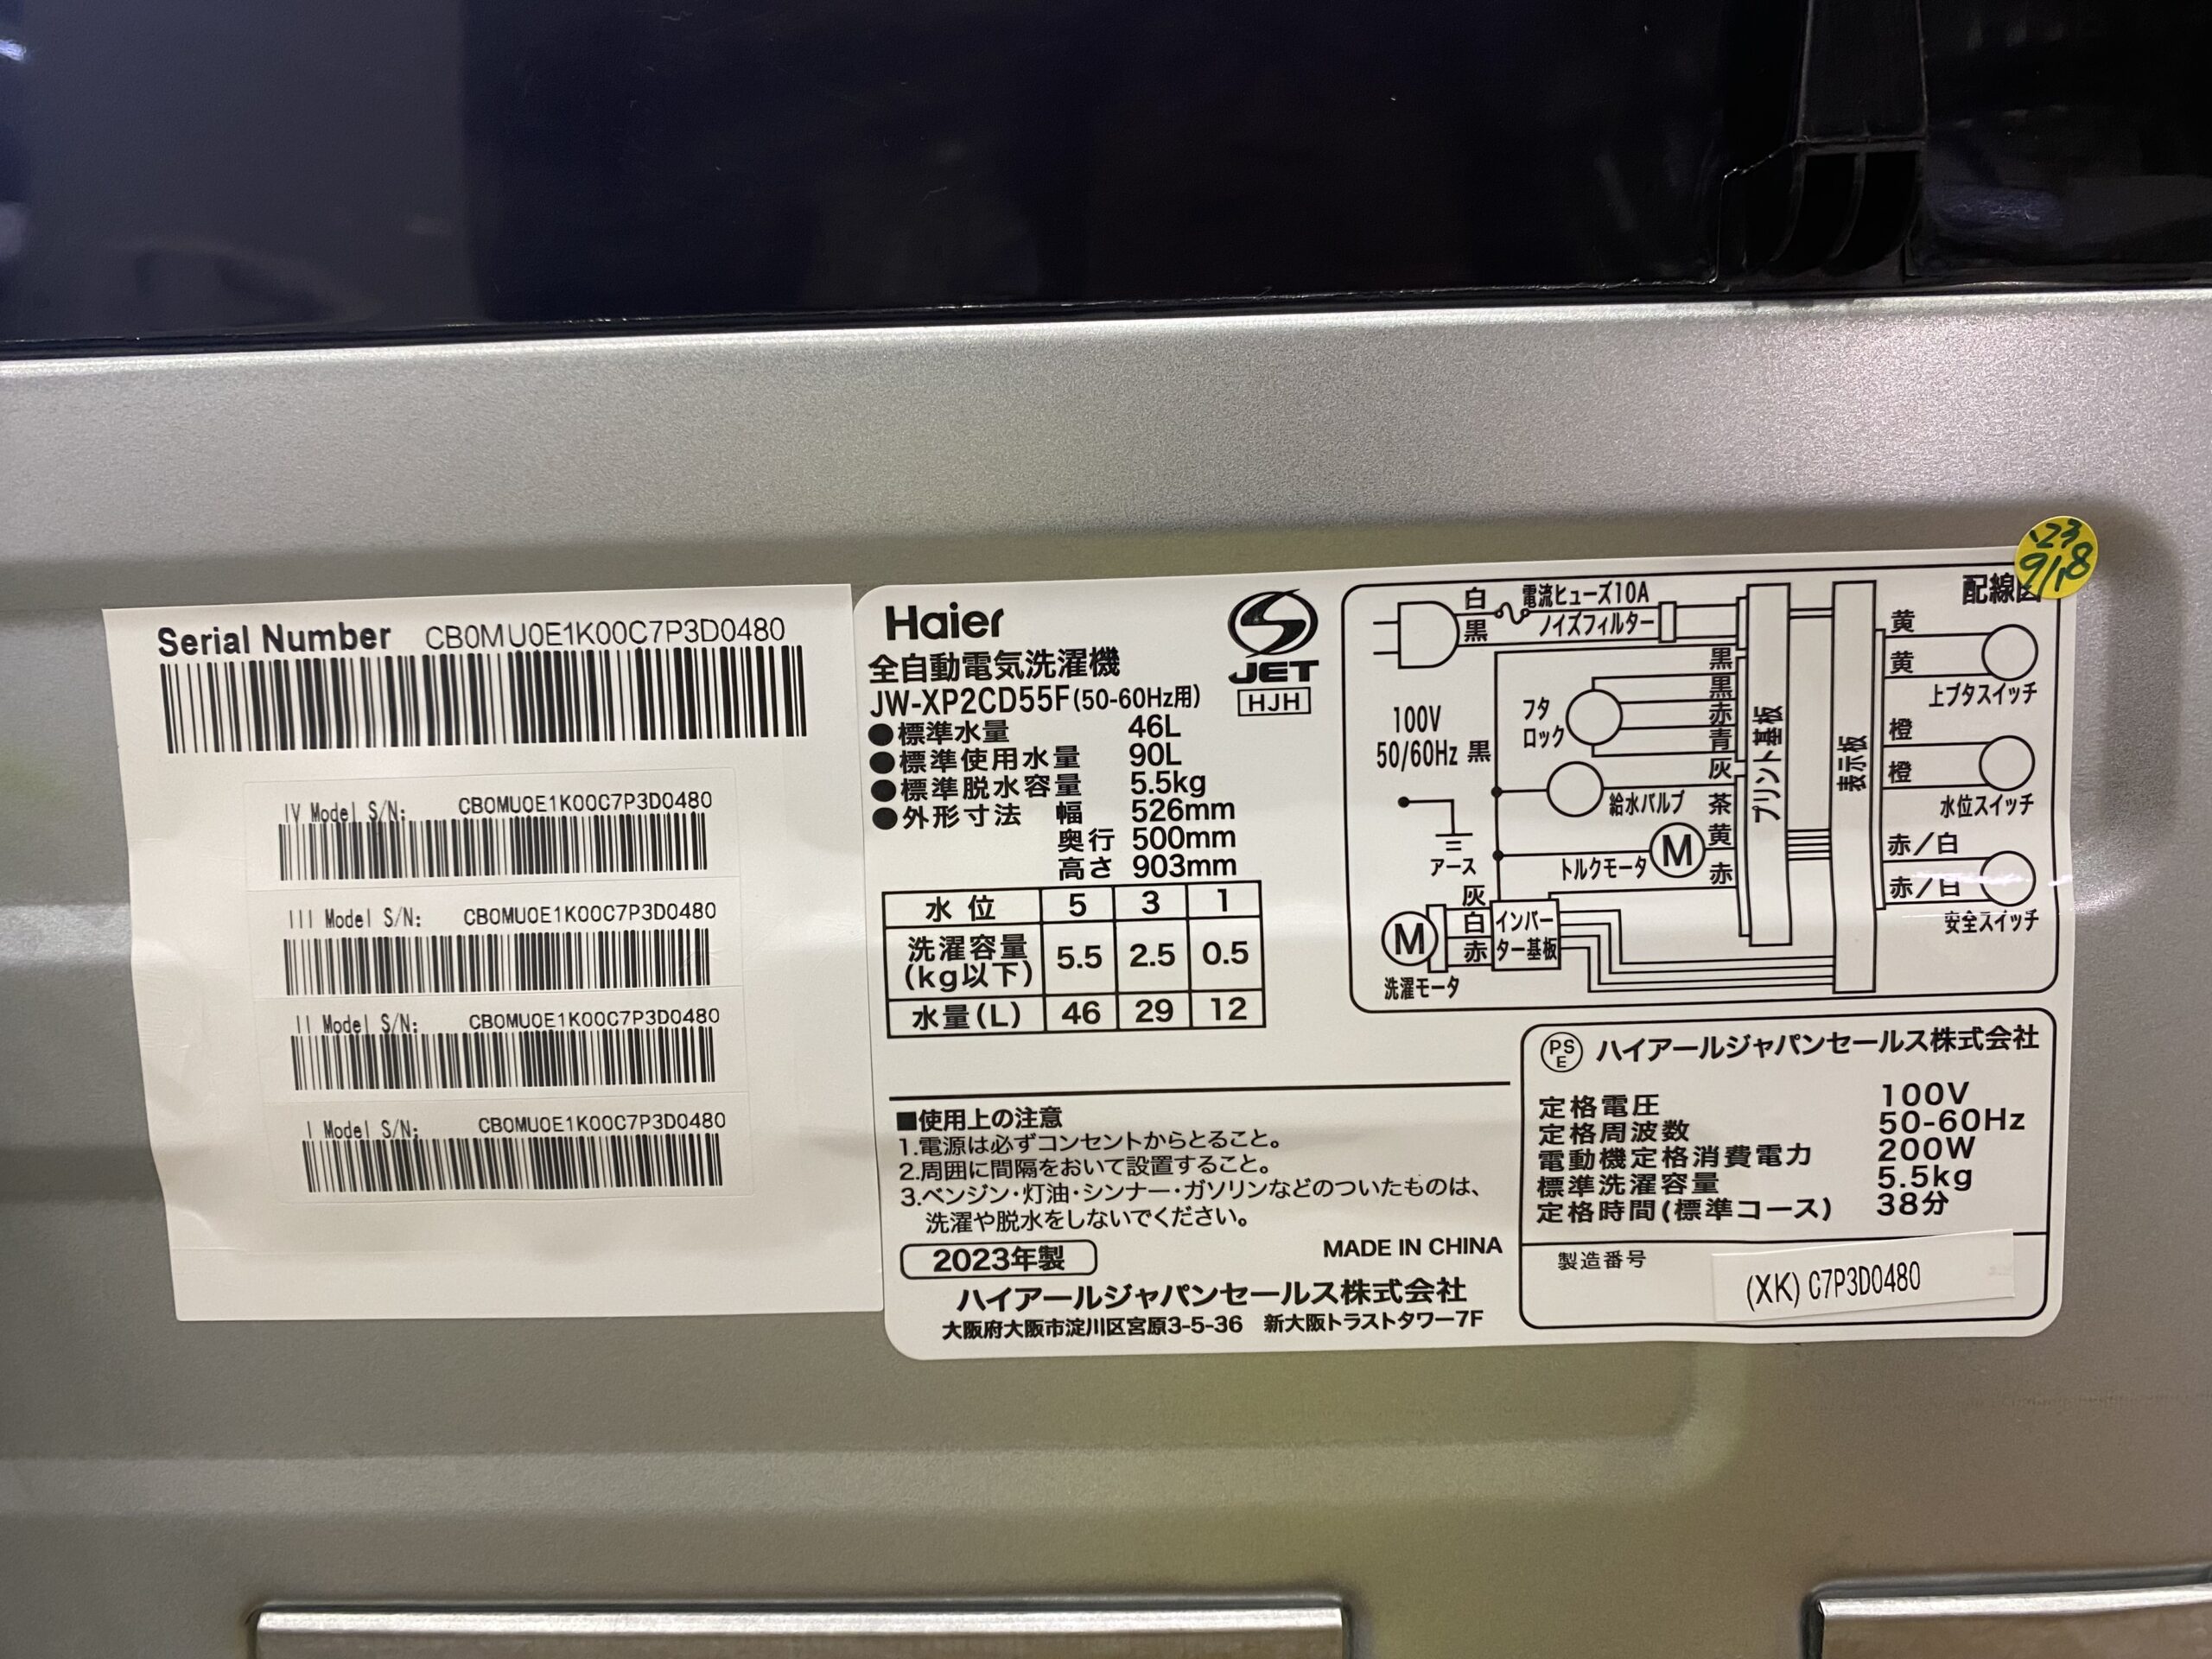 Serial Number CB0MU0E1K00C7P3D0480
IV Model S/N: CB0MU0E1K00C7P3D0480
III Model S/N: CB0MU0E1K00C7P3D0480
II Model S/N: CB0MU0E1K00C7P3D0480
I Model S/N: CB0MU0E1K00C7P3D0480
Haier
JET
HJH
全自動電気洗濯機
JW-XP2CD55F(50-60Hz用)
●標準水量 46L
●標準使用水量 90L
●標準脱水容量 5.5kg
●外形寸法 幅 526mm
奥行 500mm
高さ 903mm
水位 5 3 1
洗濯容量(kg以下) 5.5 2.5 0.5
水量(L) 46 29 12
■使用上の注意
1.電源は必ずコンセントからとること。
2.周囲に間隔をおいて設置すること。
3.ベンジン・灯油・シンナー・ガソリンなどのついたものは、
洗濯や脱水をしないでください。
2023年製
MADE IN CHINA
ハイアールジャパンセールス株式会社
大阪府大阪市淀川区宮原3-5-36 新大阪トラストタワー7F
配線図
'23
9/18
白
黒
電流ヒューズ10A
ノイズフィルター
100V
50/60Hz
黒
アース
フタ
ロック
黒
黒
赤
青
灰
給水バルブ
茶
黄
トルクモータ
M
赤
プリント基板
表示板
黄
黄
上ブタスイッチ
橙
橙
水位スイッチ
赤/白
赤/白
安全スイッチ
灰
白
赤
M
洗濯モータ
インバー
ター基板
PS
E
ハイアールジャパンセールス株式会社
定格電圧 100V
定格周波数 50-60Hz
電動機定格消費電力 200W
標準洗濯容量 5.5kg
定格時間(標準コース) 38分
製造番号
(XK) C7P3D0480